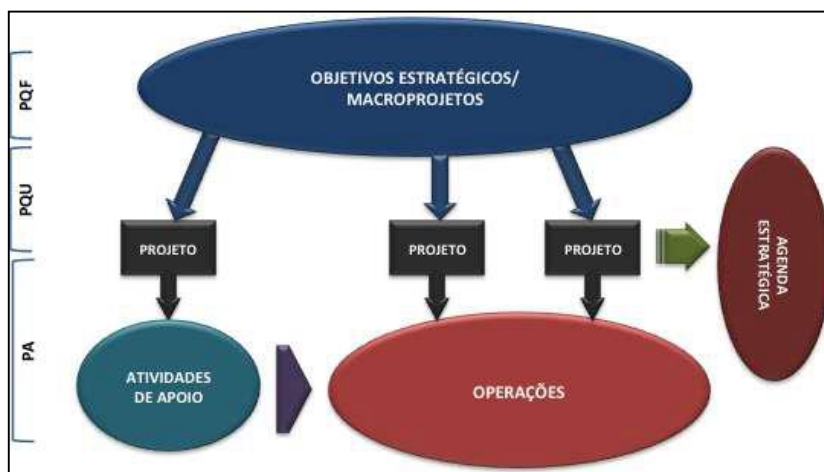 PQF
OBJETIVOS ESTRATÉGICOS/
MACROPROJETOS
PQU
PROJETO
PROJETO
PROJETO
AGENDA
ESTRATÉGICA
PA
ATIVIDADES
DE APOIO
OPERAÇÕES